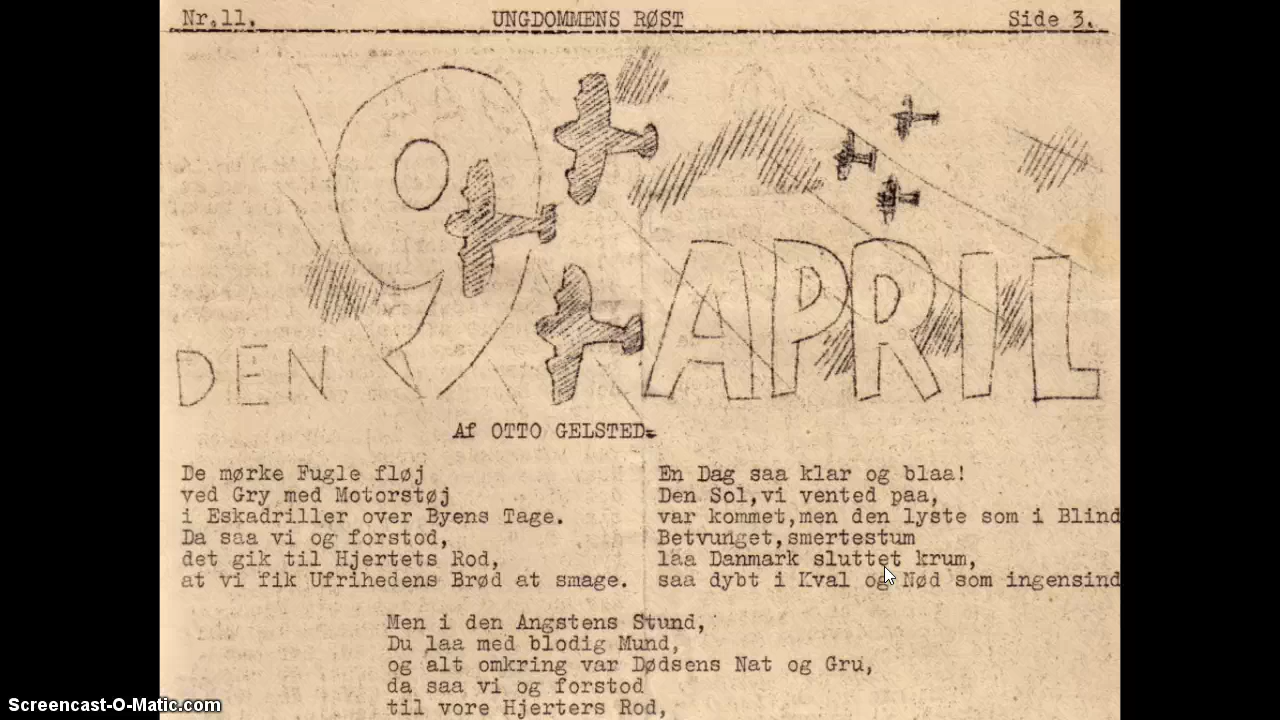 Nr.11. UNGDOMMENS RØST Side 3.
DEN 9 APRIL
Af OTTO GELSTED.
De mørke Fugle fløj
ved Gry med Motorstøj
i Eskadriller over Byens Tage.
Da saa vi og forstod,
det gik til Hjertets Rod,
at vi fik Ufrihedens Brød at smage.
En Dag saa klar og blaa!
Den Sol,vi vented paa,
var kommet,men den lyste som i Blind
Betvunget,smertestum
laa Danmark sluttet krum,
saa dybt i Kval og Nød som ingensind
Men i den Angstens Stund,
Du laa med blodig Mund,
og alt omkring var Dødsens Nat og Gru,
da saa vi og forstod
til vore Hjerters Rod,
Screencast-O-Matic.com